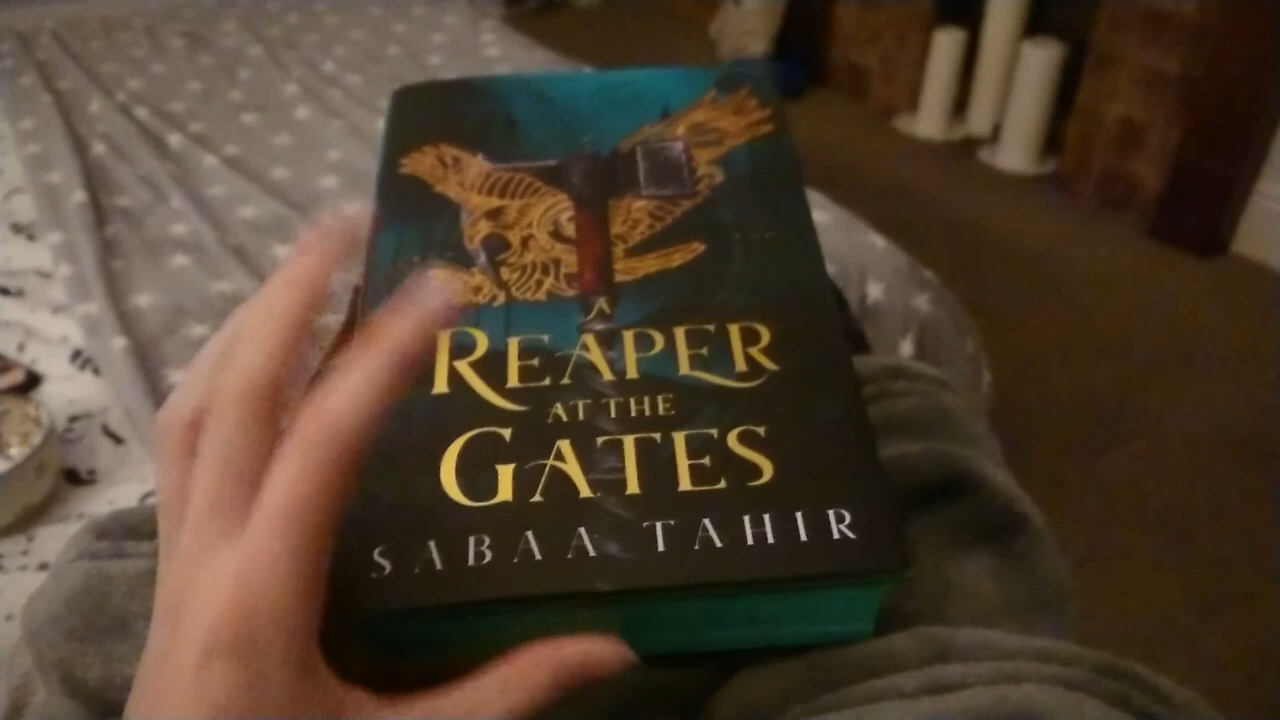 A
REAPER
AT THE
GATES
SABAA TAHIR